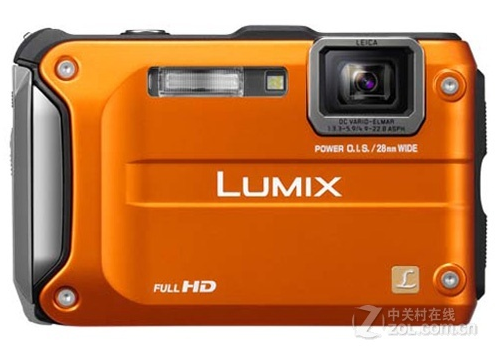 LEICA
DC VARIO-ELMAR
1:3.3-5.9/4.9-22.8 ASPH.
POWER O.I.S./28mm WIDE
LUMIX
FULL HD
L
中关村在线
ZOL.COM.CN